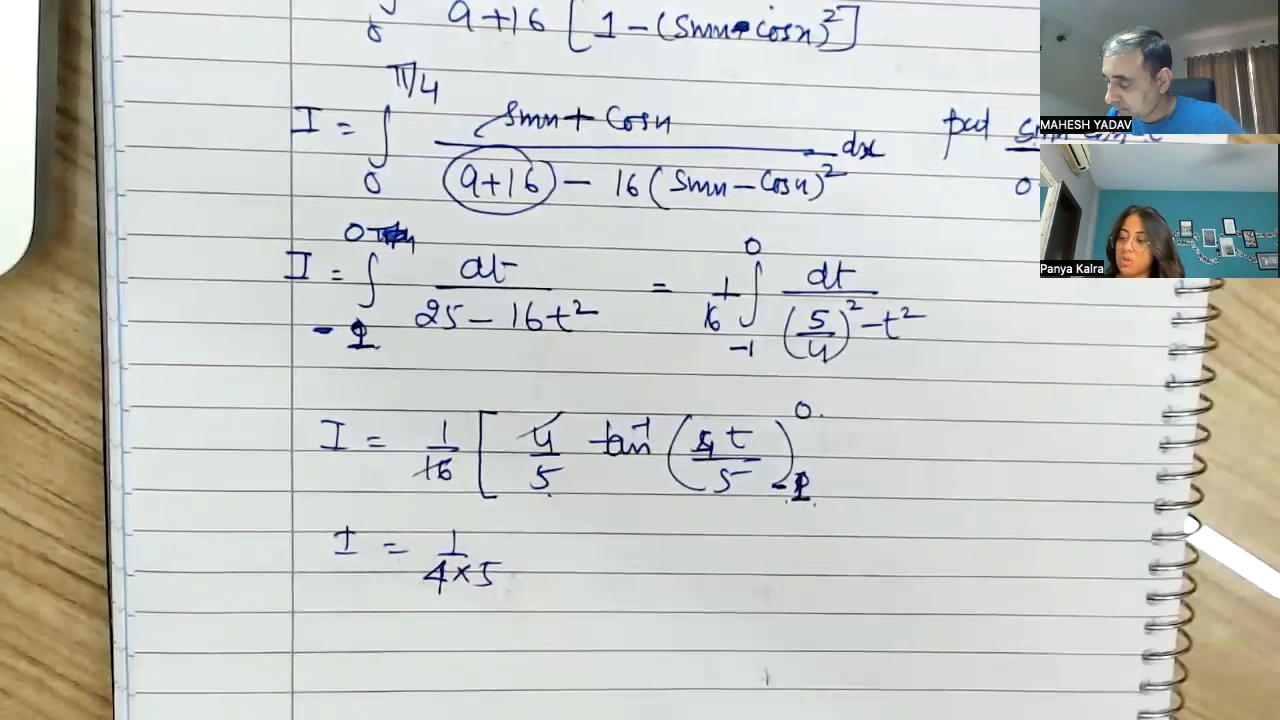 0 9+16 [1-(sinx-cosx)²]
π/4
I = ∫ sinx + cosx dx put
0 (9+16) - 16(sinx-cosx)² 0
I = ∫ dt = 1 ∫ dt
25-16t² 16 (5/4)²-t²
-1 -1
I = 1/16 [4/5 tan⁻¹(4t/5) 0 -1
I = 1/4×5
MAHESH YADAV
Panya Kalra